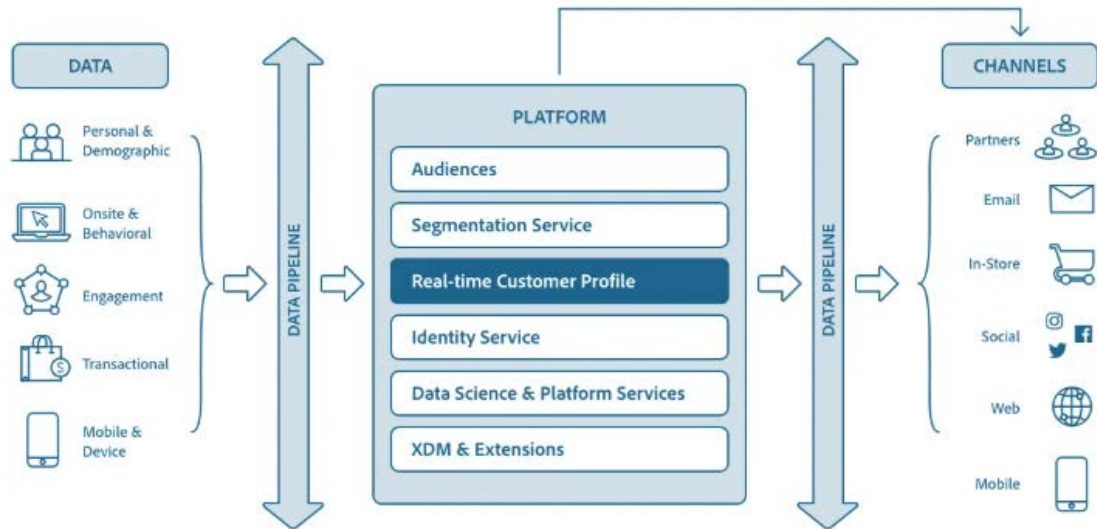 DATA
Personal &
Demographic
Onsite &
Behavioral
Engagement
$
Transactional
Mobile &
Device
DATA PIPELINE
PLATFORM
Audiences
Segmentation Service
Real-time Customer Profile
Identity Service
Data Science & Platform Services
XDM & Extensions
DATA PIPELINE
CHANNELS
Partners
Email
In-Store
Social
Web
Mobile